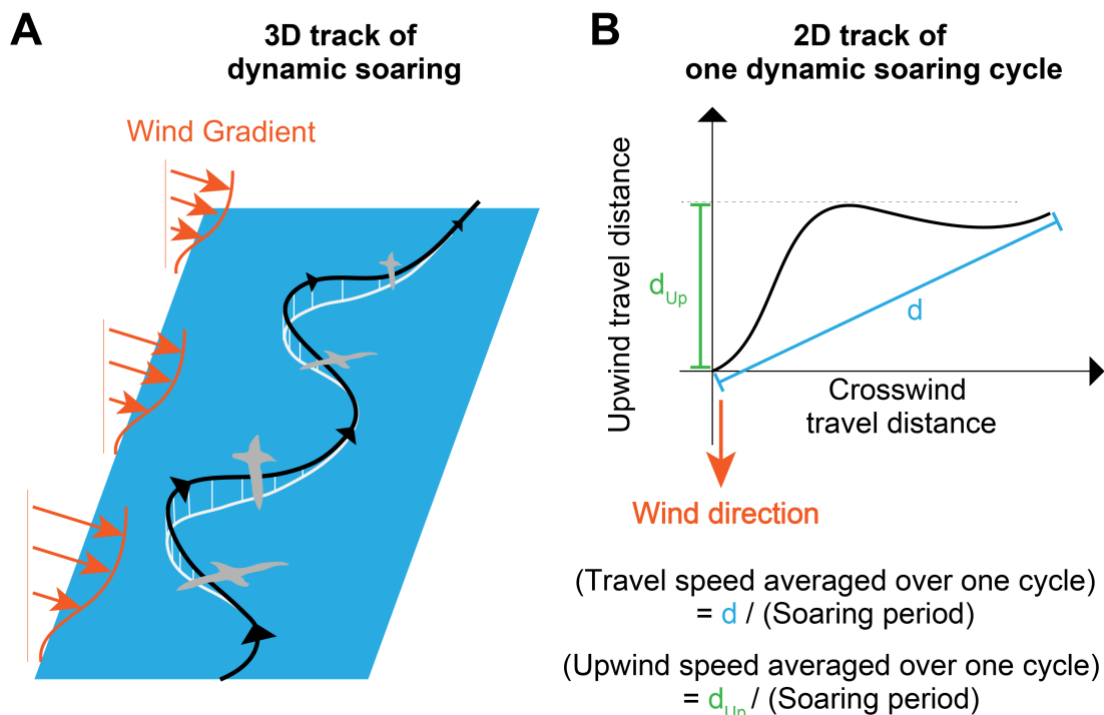 A
3D track of
dynamic soaring
Wind Gradient
B
2D track of
one dynamic soaring cycle
Upwind travel distance
dUp
d
Crosswind
travel distance
Wind direction
(Travel speed averaged over one cycle)
= d / (Soaring period)
(Upwind speed averaged over one cycle)
= dUp / (Soaring period)